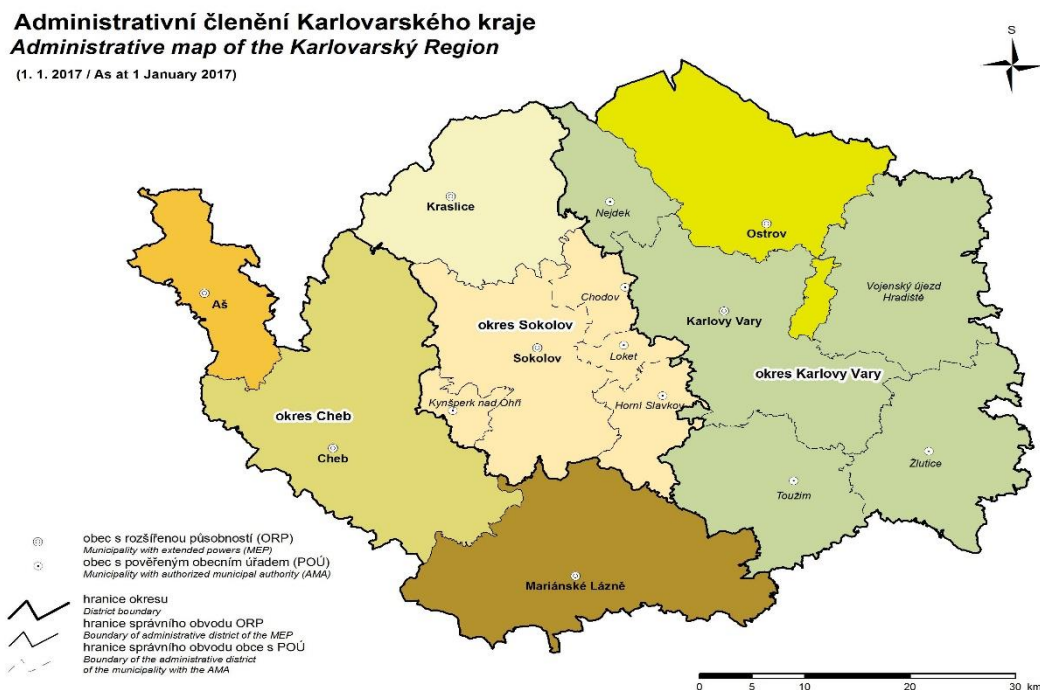 Administrativní členění Karlovarského kraje
Administrative map of the Karlovarský Region
(1. 1. 2017 / As at 1 January 2017)
S
Kraslice
Nejdek
Ostrov
Aš
Vojenský újezd
Hradiště
Chodov
Karlovy Vary
okres Sokolov
Sokolov
Loket
okres Karlovy Vary
Kynšperk nad Ohří
Horní Slavkov
okres Cheb
Cheb
Žlutice
Toužim
Mariánské Lázně
obec s rozšířenou působností (ORP)
Municipality with extended powers (MEP)
obec s pověřeným obecním úřadem (POÚ)
Municipality with authorized municipal authority (AMA)
hranice okresu
District boundary
hranice správního obvodu ORP
Boundary of administrative district of the MEP
hranice správního obvodu obce s POÚ
Boundary of the administrative district
of the municipality with the AMA
0 5 10 20 30 km